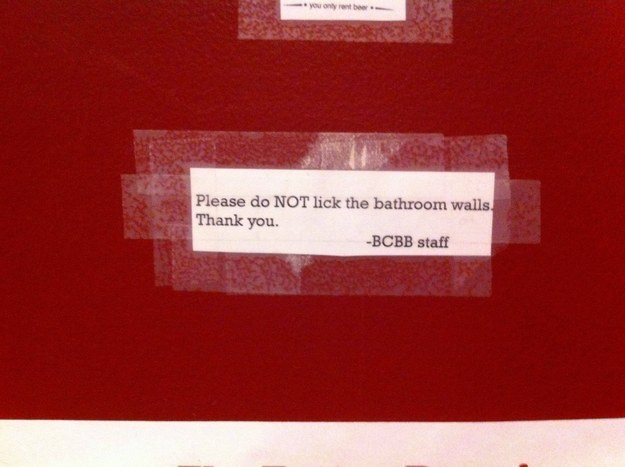 you only rent beer
Please do NOT lick the bathroom walls.
Thank you.
-BCBB staff